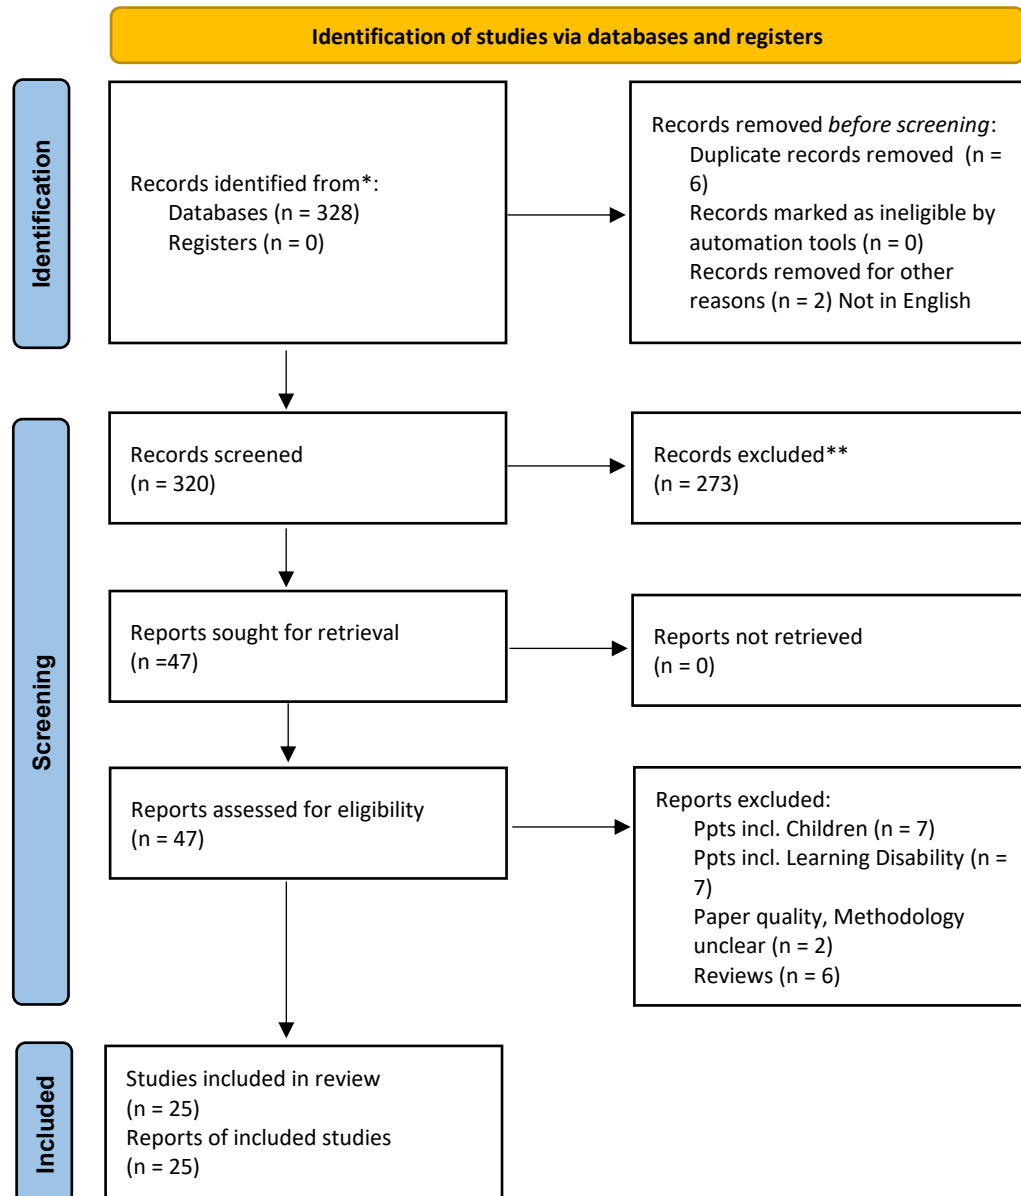 Identification of studies via databases and registers
Identification
Records identified from*:
Databases (n = 328)
Registers (n = 0)
Records removed before screening:
Duplicate records removed  (n =
6)
Records marked as ineligible by
automation tools (n = 0)
Records removed for other
reasons (n = 2) Not in English
Screening
Records screened
(n = 320)
Records excluded**
(n = 273)
Reports sought for retrieval
(n =47)
Reports not retrieved
(n = 0)
Reports assessed for eligibility
(n = 47)
Reports excluded:
Ppts incl. Children (n = 7)
Ppts incl. Learning Disability (n =
7)
Paper quality, Methodology
unclear (n = 2)
Reviews (n = 6)
Included
Studies included in review
(n = 25)
Reports of included studies
(n = 25)